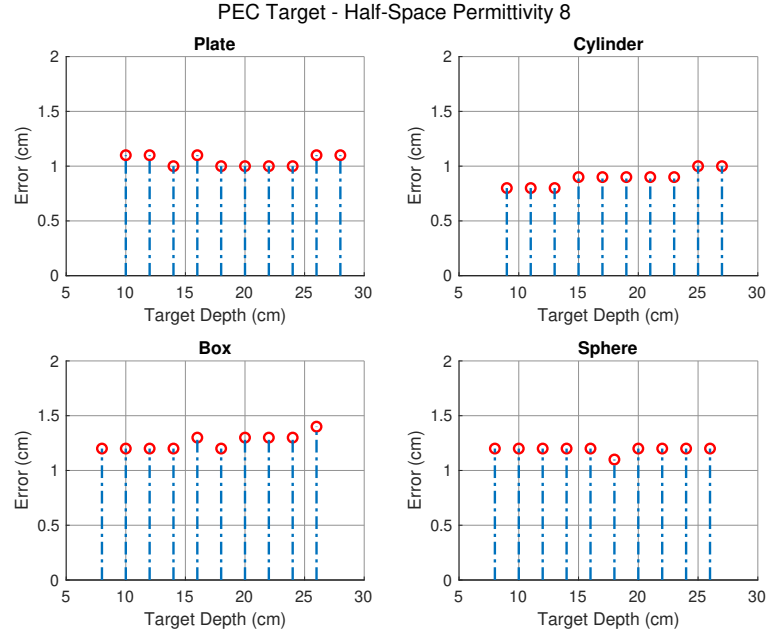 PEC Target - Half-Space Permittivity 8
Plate
2
1.5
1
0.5
0
Error (cm)
5 10 15 20 25 30
Target Depth (cm)
Cylinder
2
1.5
1
0.5
0
Error (cm)
5 10 15 20 25 30
Target Depth (cm)
Box
2
1.5
1
0.5
0
Error (cm)
5 10 15 20 25 30
Target Depth (cm)
Sphere
2
1.5
1
0.5
0
Error (cm)
5 10 15 20 25 30
Target Depth (cm)